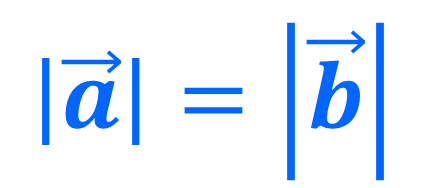 |a⃗| = |b⃗|